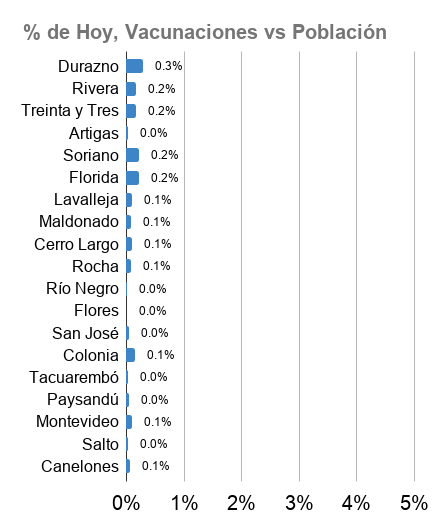 % de Hoy, Vacunaciones vs Población
Durazno 0.3%
Rivera 0.2%
Treinta y Tres 0.2%
Artigas 0.0%
Soriano 0.2%
Florida 0.2%
Lavalleja 0.1%
Maldonado 0.1%
Cerro Largo 0.1%
Rocha 0.1%
Río Negro 0.0%
Flores 0.0%
San José 0.0%
Colonia 0.1%
Tacuarembó 0.0%
Paysandú 0.0%
Montevideo 0.1%
Salto 0.0%
Canelones 0.1%
0% 1% 2% 3% 4% 5%